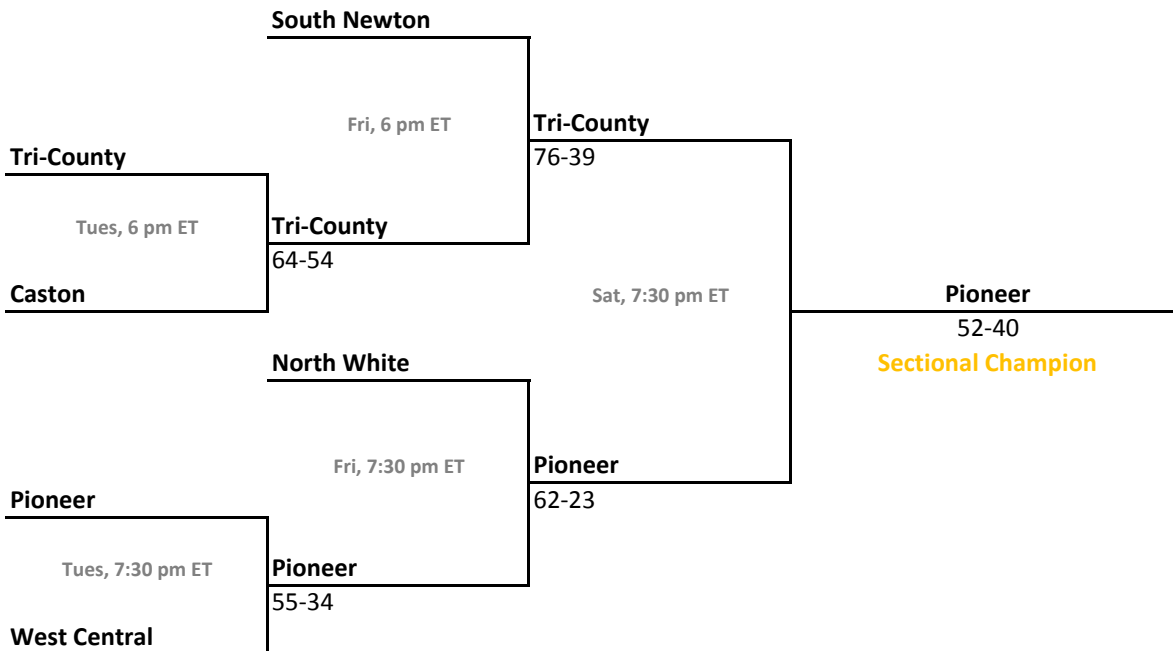 South Newton
Fri, 6 pm ET
Tri-County
Tri-County
76-39
Tues, 6 pm ET
Tri-County
64-54
Caston
Sat, 7:30 pm ET
Pioneer
52-40
North White
Sectional Champion
Fri, 7:30 pm ET
Pioneer
Pioneer
62-23
Tues, 7:30 pm ET
Pioneer
55-34
West Central